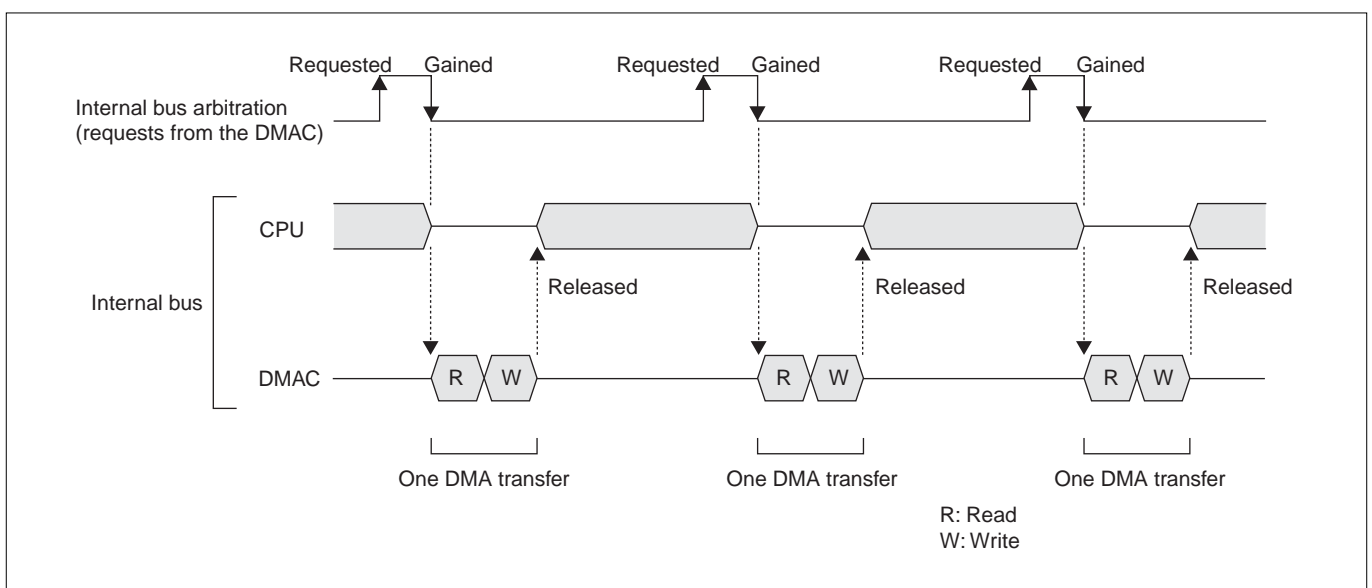 Requested Gained Requested Gained Requested Gained
Internal bus arbitration
(requests from the DMAC)
CPU
Released Released Released
Internal bus
DMAC R W R W R W
One DMA transfer One DMA transfer One DMA transfer
R: Read
W: Write